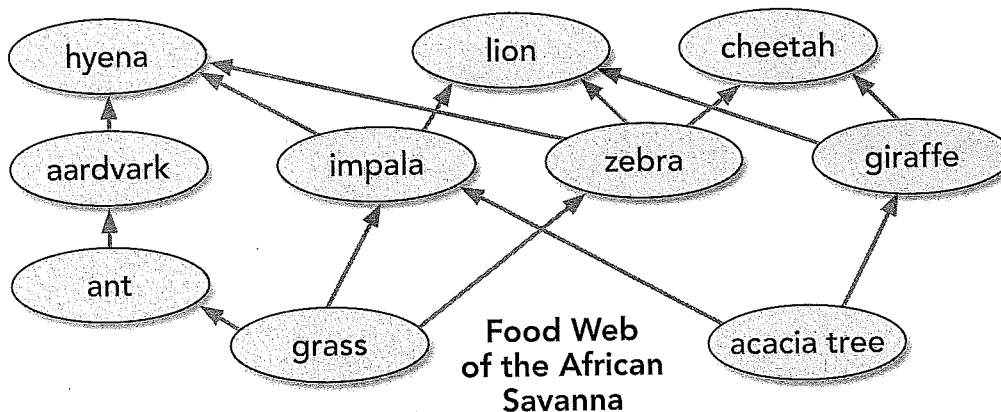 hyena
lion
cheetah
aardvark
impala
zebra
giraffe
ant
grass
acacia tree
Food Web
of the African
Savanna